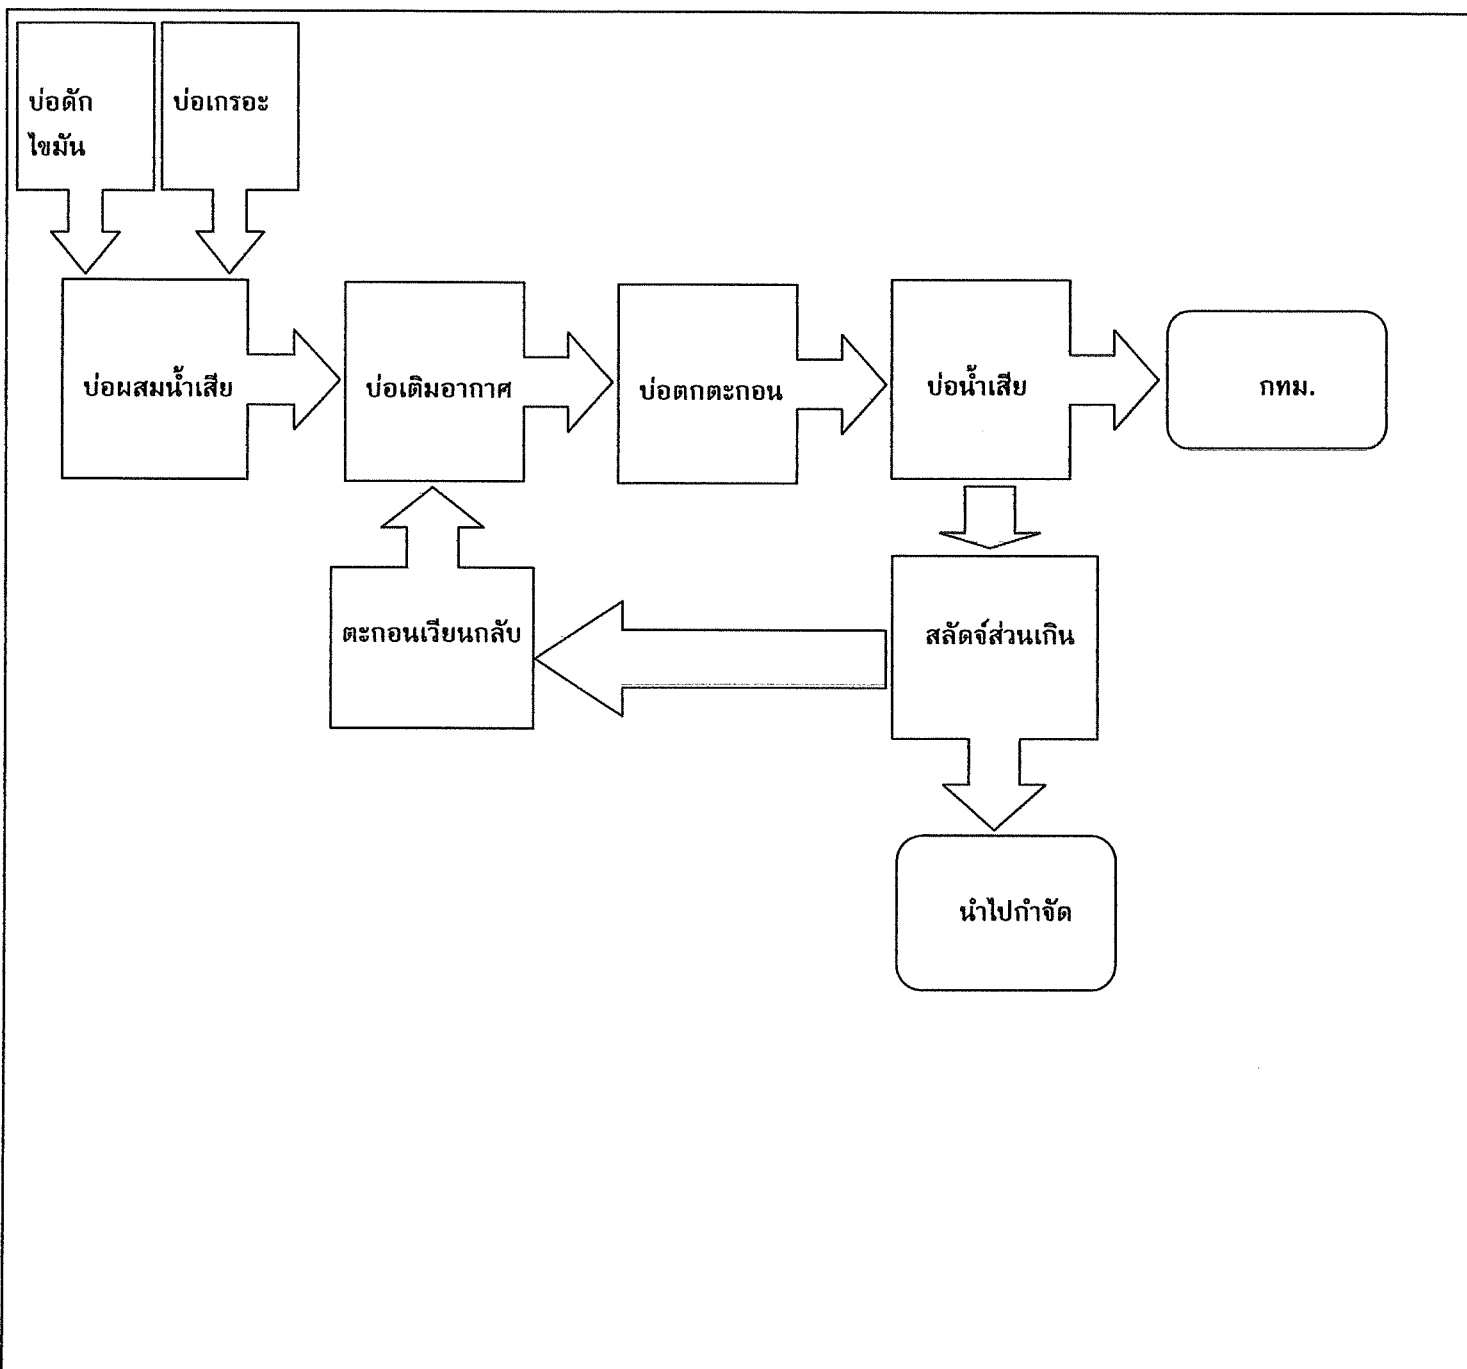 บ่อดัก
ไขมัน
บ่อเกรอะ
บ่อผสมน้ำเสีย
บ่อเติมอากาศ
บ่อตกตะกอน
บ่อน้ำเสีย
กทม.
ตะกอนเวียนกลับ
สลัดจ์ส่วนเกิน
นำไปกำจัด